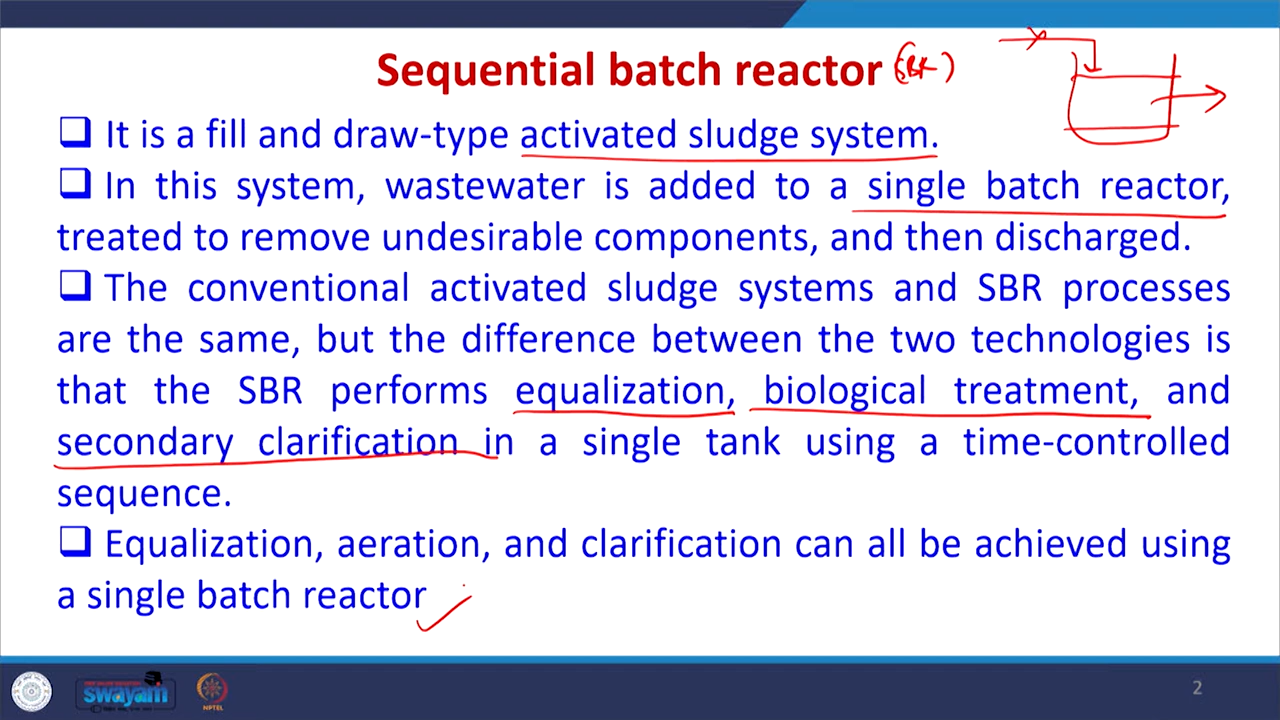 Sequential batch reactor (SBR)
❑ It is a fill and draw-type activated sludge system.
❑ In this system, wastewater is added to a single batch reactor,
treated to remove undesirable components, and then discharged.
❑ The conventional activated sludge systems and SBR processes
are the same, but the difference between the two technologies is
that the SBR performs equalization, biological treatment, and
secondary clarification in a single tank using a time-controlled
sequence.
❑ Equalization, aeration, and clarification can all be achieved using
a single batch reactor
swayam
NPTEL
2